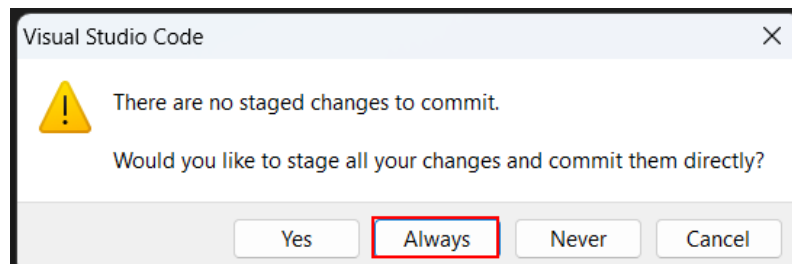 Visual Studio Code
There are no staged changes to commit.
Would you like to stage all your changes and commit them directly?
Yes Always Never Cancel